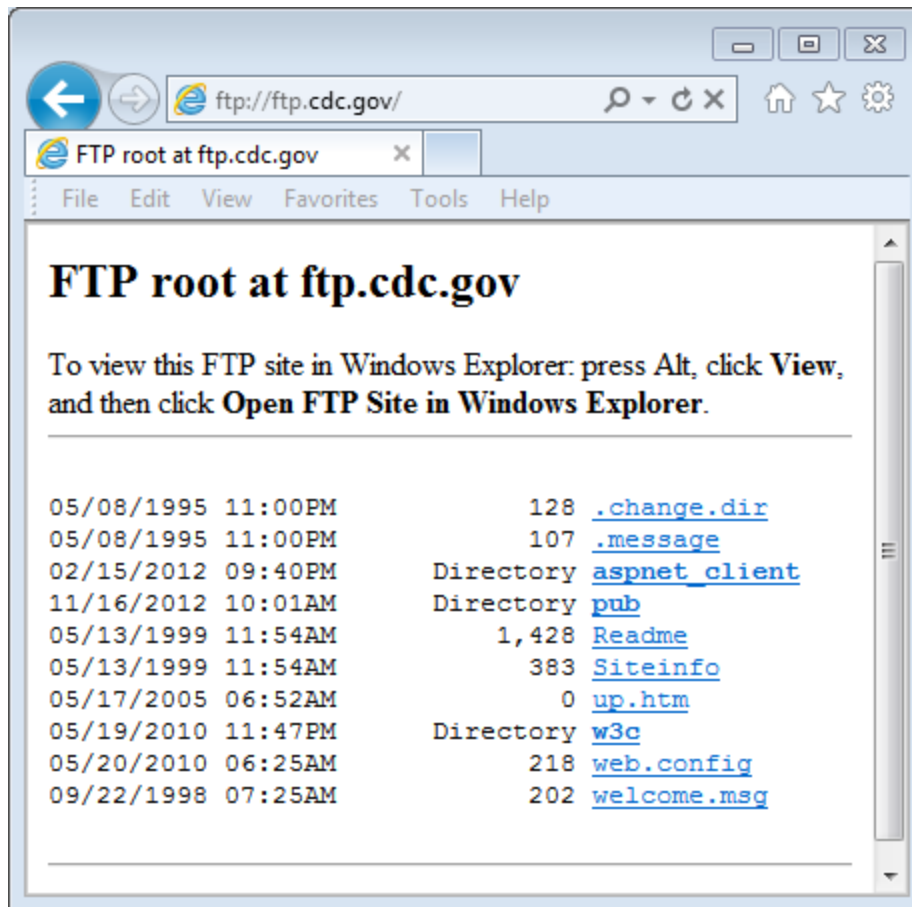 ftp://ftp.cdc.gov/
FTP root at ftp.cdc.gov
File Edit View Favorites Tools Help
FTP root at ftp.cdc.gov
To view this FTP site in Windows Explorer: press Alt, click View,
and then click Open FTP Site in Windows Explorer.
05/08/1995 11:00PM 128 .change.dir
05/08/1995 11:00PM 107 .message
02/15/2012 09:40PM Directory aspnet_client
11/16/2012 10:01AM Directory pub
05/13/1999 11:54AM 1,428 Readme
05/13/1999 11:54AM 383 Siteinfo
05/17/2005 06:52AM 0 up.htm
05/19/2010 11:47PM Directory w3c
05/20/2010 06:25AM 218 web.config
09/22/1998 07:25AM 202 welcome.msg